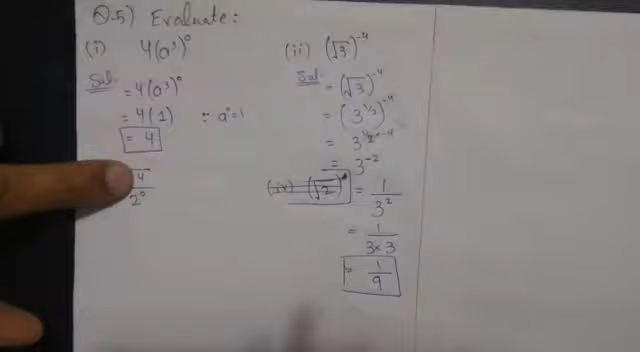 Q.5) Evaluate:
(i) 4(a³)⁰
Sol
= 4(a³)⁰
= 4(1) ∵ a⁰=1
= 4
4
2⁰
(ii) (√3)⁻⁴
Sol
= (√3)⁻⁴
= (3^1/2)⁻⁴
= 3^1/2×-4
= 3⁻²
(iv) (√2)
= 1/3²
= 1/3×3
= 1/9